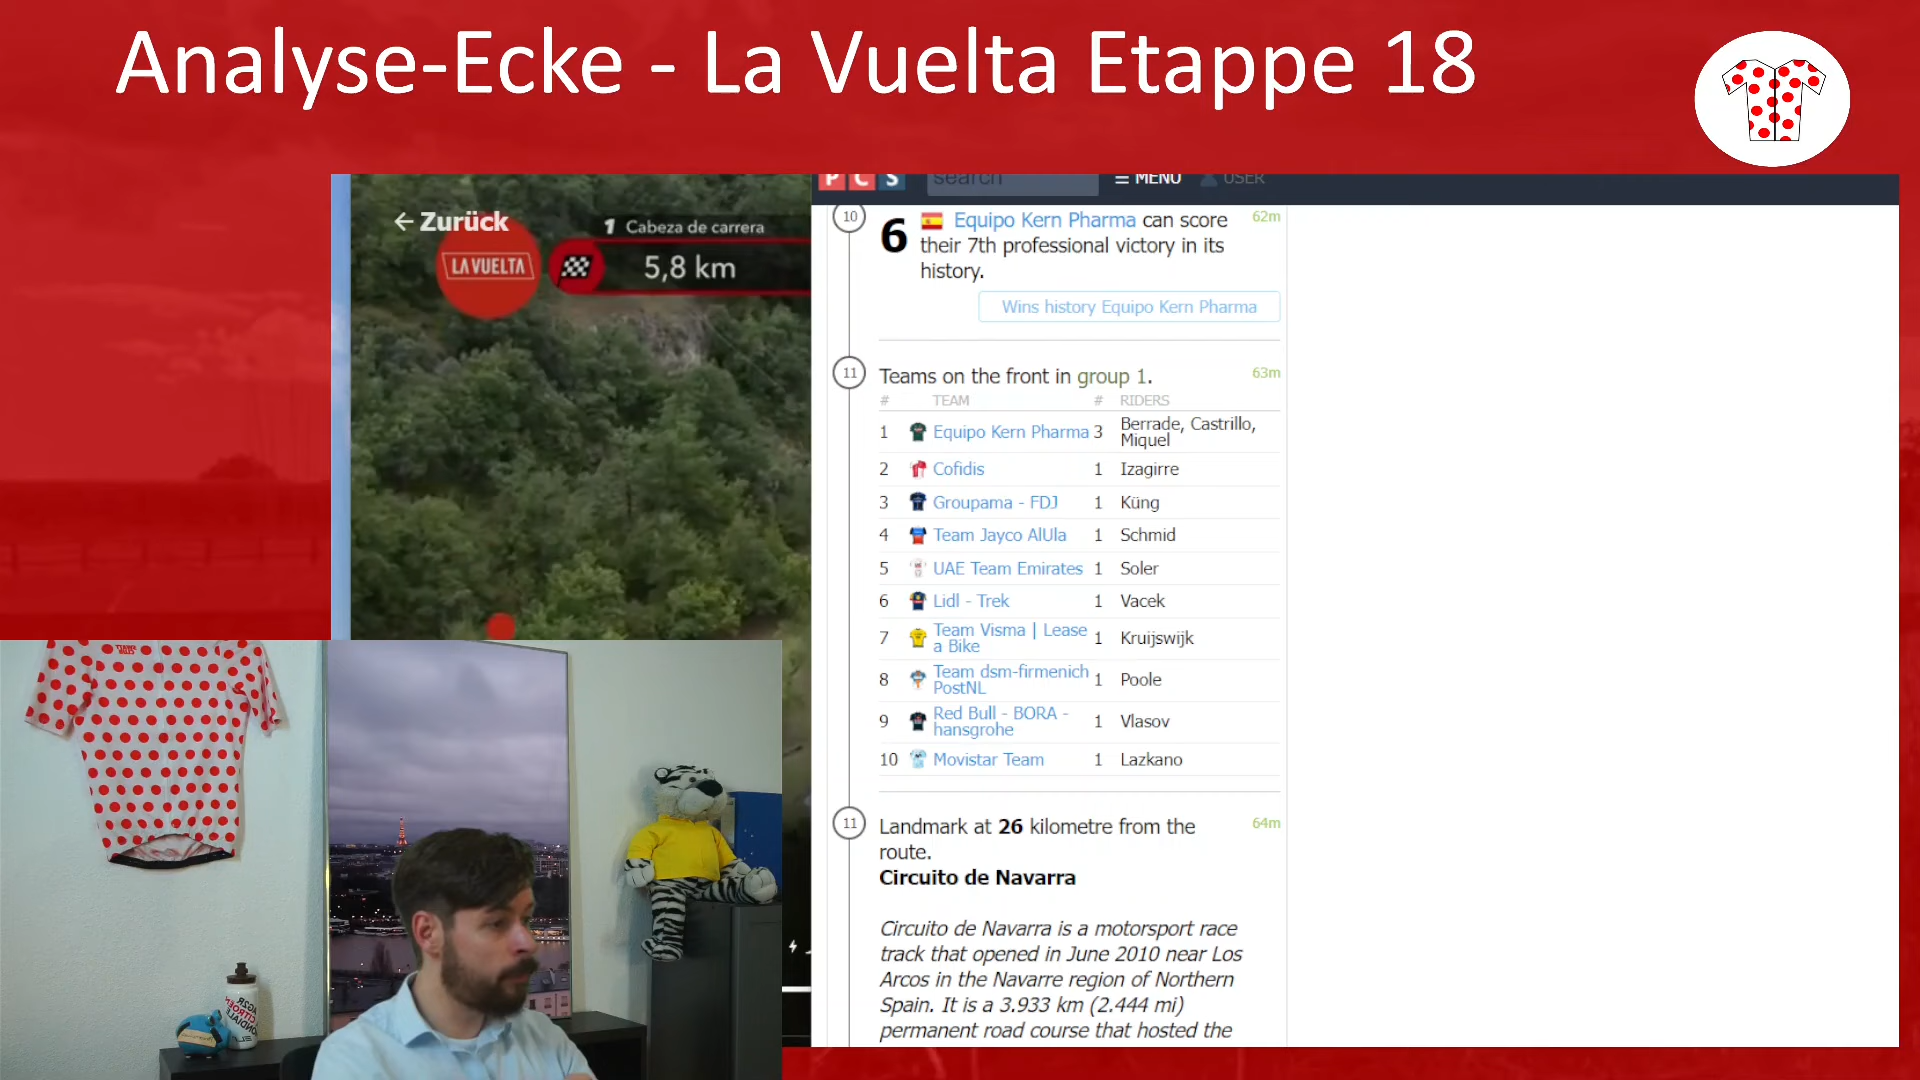 Analyse-Ecke - La Vuelta Etappe 18
← Zurück
LA VUELTA
1 Cabeza de carrera
5,8 km
PCS search ☰ MENU USER
10
6 Equipo Kern Pharma can score 62m
their 7th professional victory in its
history.
Wins history Equipo Kern Pharma
11 Teams on the front in group 1. 63m
# TEAM # RIDERS
1 Equipo Kern Pharma 3 Berrade, Castrillo, Miquel
2 Cofidis 1 Izagirre
3 Groupama - FDJ 1 Küng
4 Team Jayco AlUla 1 Schmid
5 UAE Team Emirates 1 Soler
6 Lidl - Trek 1 Vacek
7 Team Visma | Lease a Bike 1 Kruijswijk
8 Team dsm-firmenich PostNL 1 Poole
9 Red Bull - BORA - hansgrohe 1 Vlasov
10 Movistar Team 1 Lazkano
11 Landmark at 26 kilometre from the 64m
route.
Circuito de Navarra
Circuito de Navarra is a motorsport race
track that opened in June 2010 near Los
Arcos in the Navarre region of Northern
Spain. It is a 3.933 km (2.444 mi)
permanent road course that hosted the